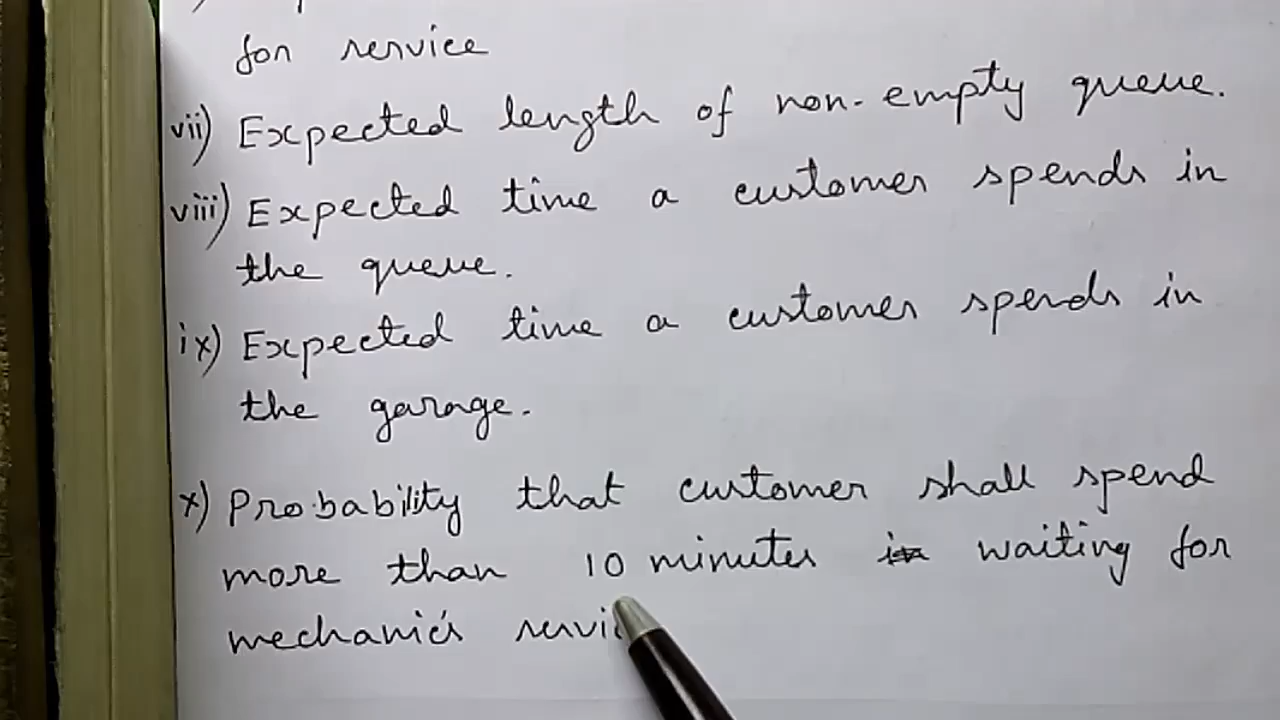 for service
vii) Expected length of non-empty queue.
viii) Expected time a customer spends in
the queue.
ix) Expected time a customer spends in
the garage.
x) Probability that customer shall spend
more than 10 minutes waiting for
mechanic's